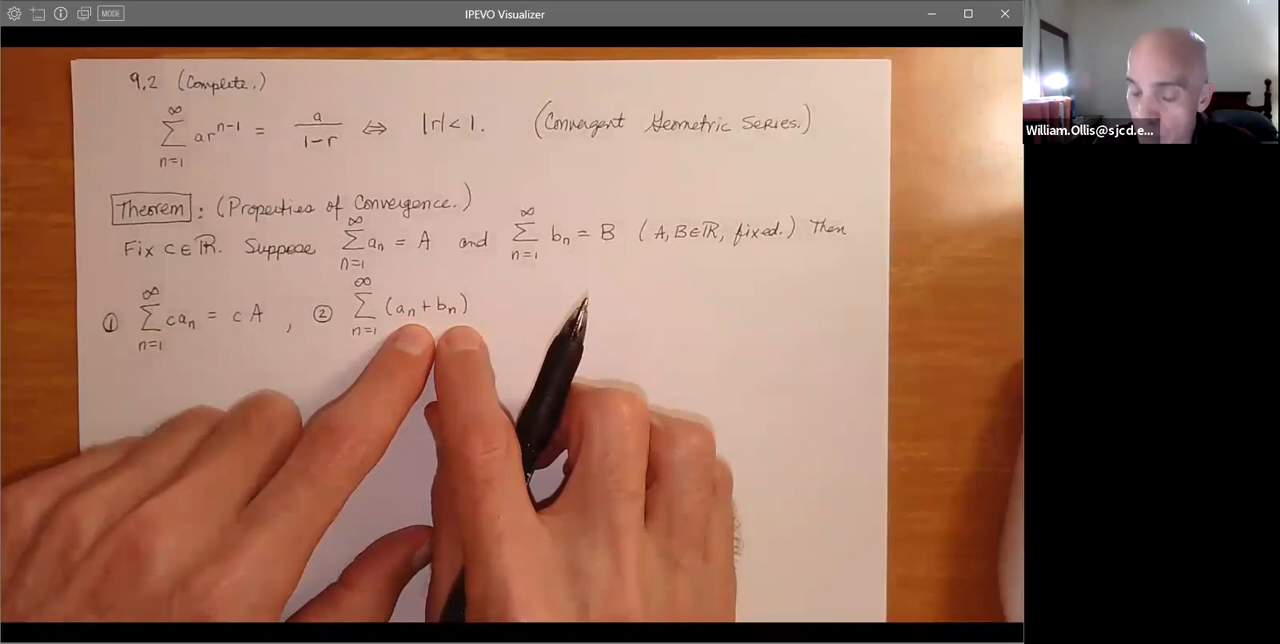 IPEVO Visualizer
MODE
William.Ollis@sjcd.e...
9.2 (Complete.)
∞ ∑ n=1 ar^(n-1) = a/(1-r) ⇔ |r| < 1. (Convergent Geometric Series.)
Theorem : (Properties of Convergence.)
Fix c ∈ ℝ. Suppose ∞ ∑ n=1 aₙ = A and ∞ ∑ n=1 bₙ = B (A, B ∈ ℝ, fixed.) Then
① ∞ ∑ n=1 caₙ = cA , ② ∞ ∑ n=1 (aₙ + bₙ)